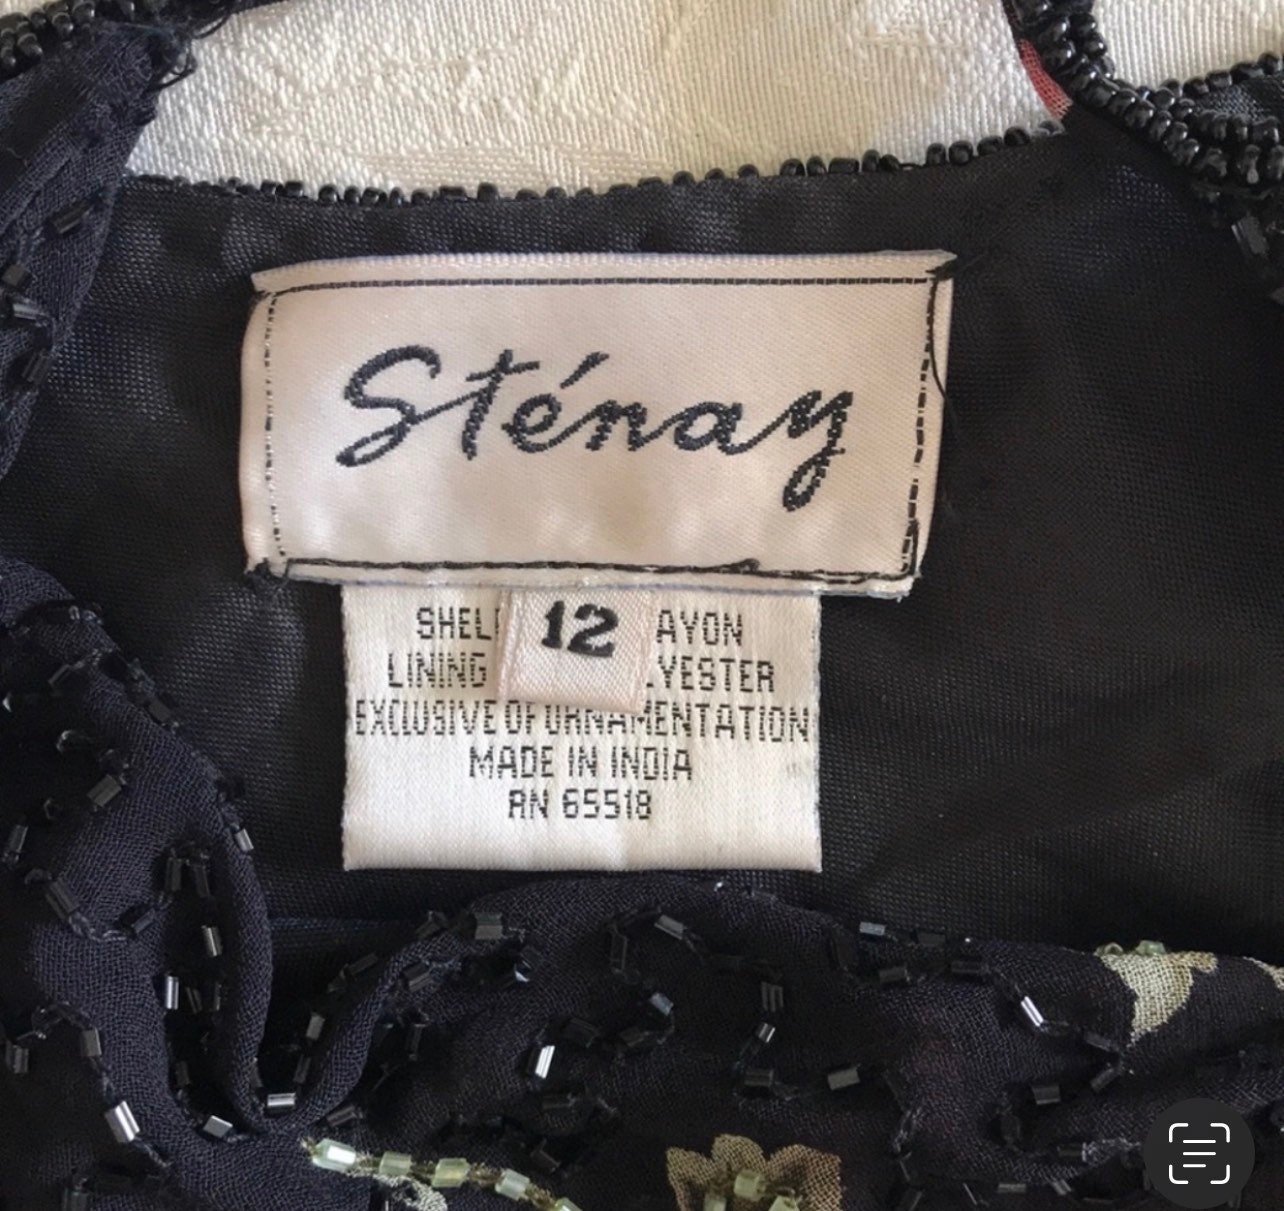 Sténay
12
SHEL AYON
LINING LYESTER
EXCLUSIVE OF ORNAMENTATION
MADE IN INDIA
RN 65518